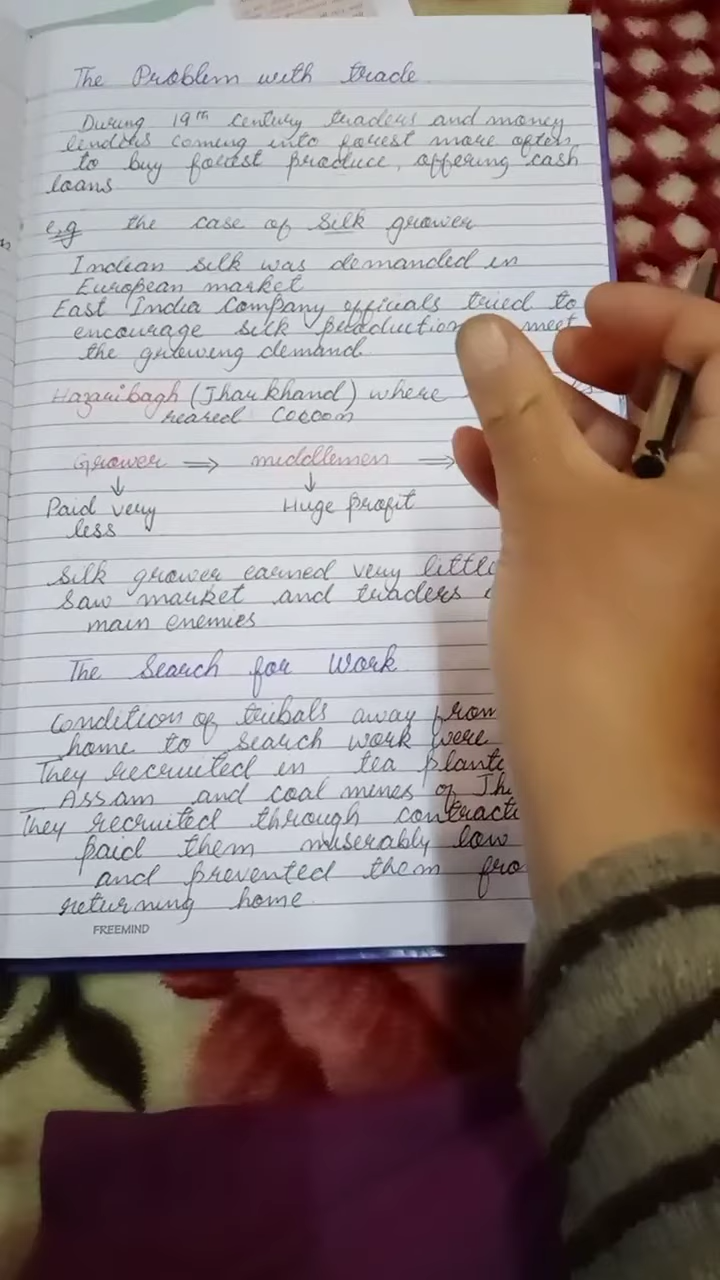 The Problem with trade
During 19th century traders and money
lenders coming into forest more often
to buy forest produce, offering cash
loans
e.g the case of silk grower
Indian silk was demanded in
European market
East India Company officials tried to
encourage silk production meet
the growing demand.
Hazaribagh (Jharkhand) where
reared Cocoon
Grower ⇒ middlemen ⇒
↓ ↓
Paid very Huge profit
less
Silk grower earned very little
Saw market and traders
main enemies
The Search for Work
Condition of tribals away from
home to search work were
They recruited in tea
Assam and coal mines of
They recruited through
paid them miserably low
and prevented them
returning home.
FREEMIND